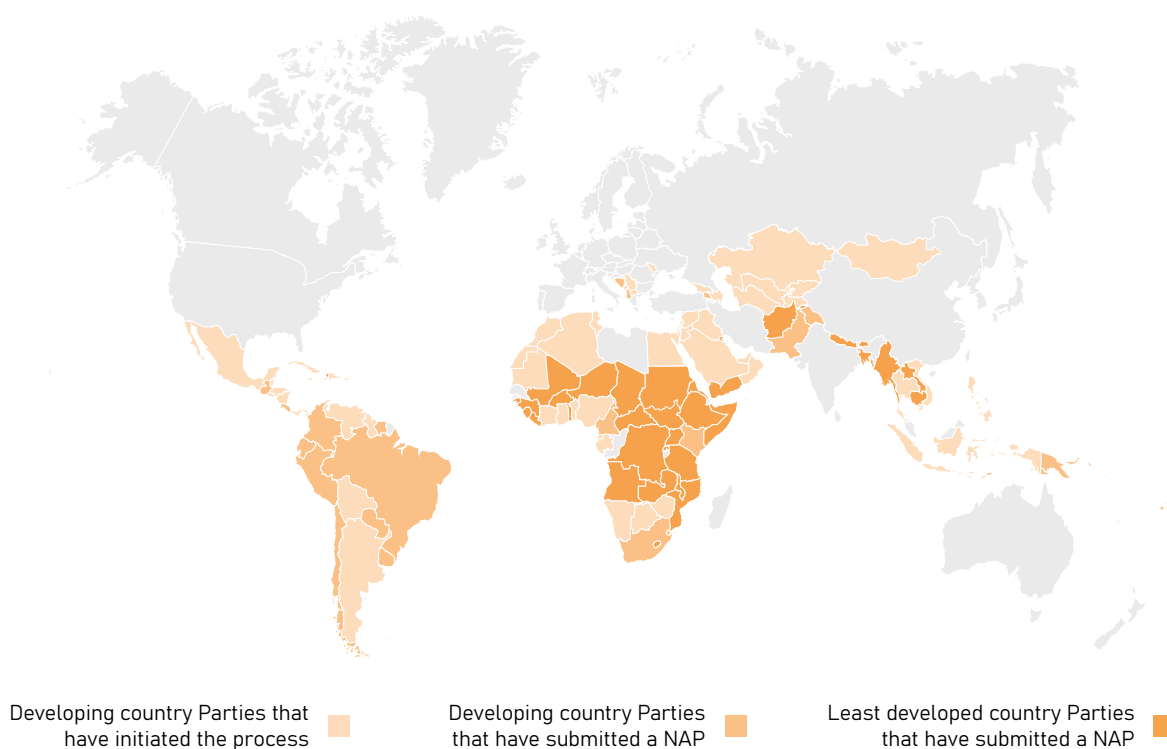 Developing country Parties that
have initiated the process
Developing country Parties
that have submitted a NAP
Least developed country Parties
that have submitted a NAP